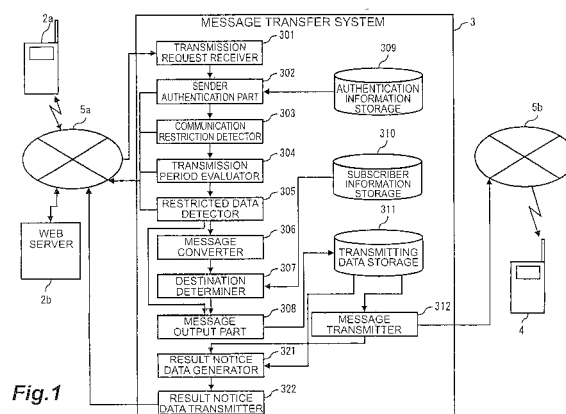 MESSAGE TRANSFER SYSTEM
3
2a
301
TRANSMISSION
REQUEST RECEIVER
302
SENDER
AUTHENTICATION PART
309
AUTHENTICATION
INFORMATION
STORAGE
5a
303
COMMUNICATION
RESTRICTION DETECTOR
5b
304
TRANSMISSION
PERIOD EVALUATOR
310
SUBSCRIBER
INFORMATION
STORAGE
305
RESTRICTED DATA
DETECTOR
306
MESSAGE
CONVERTER
311
TRANSMITTING
DATA STORAGE
WEB
SERVER
2b
307
DESTINATION
DETERMINER
308
MESSAGE
OUTPUT PART
312
MESSAGE
TRANSMITTER
4
321
RESULT NOTICE
DATA GENERATOR
322
RESULT NOTICE
DATA TRANSMITTER
Fig.1